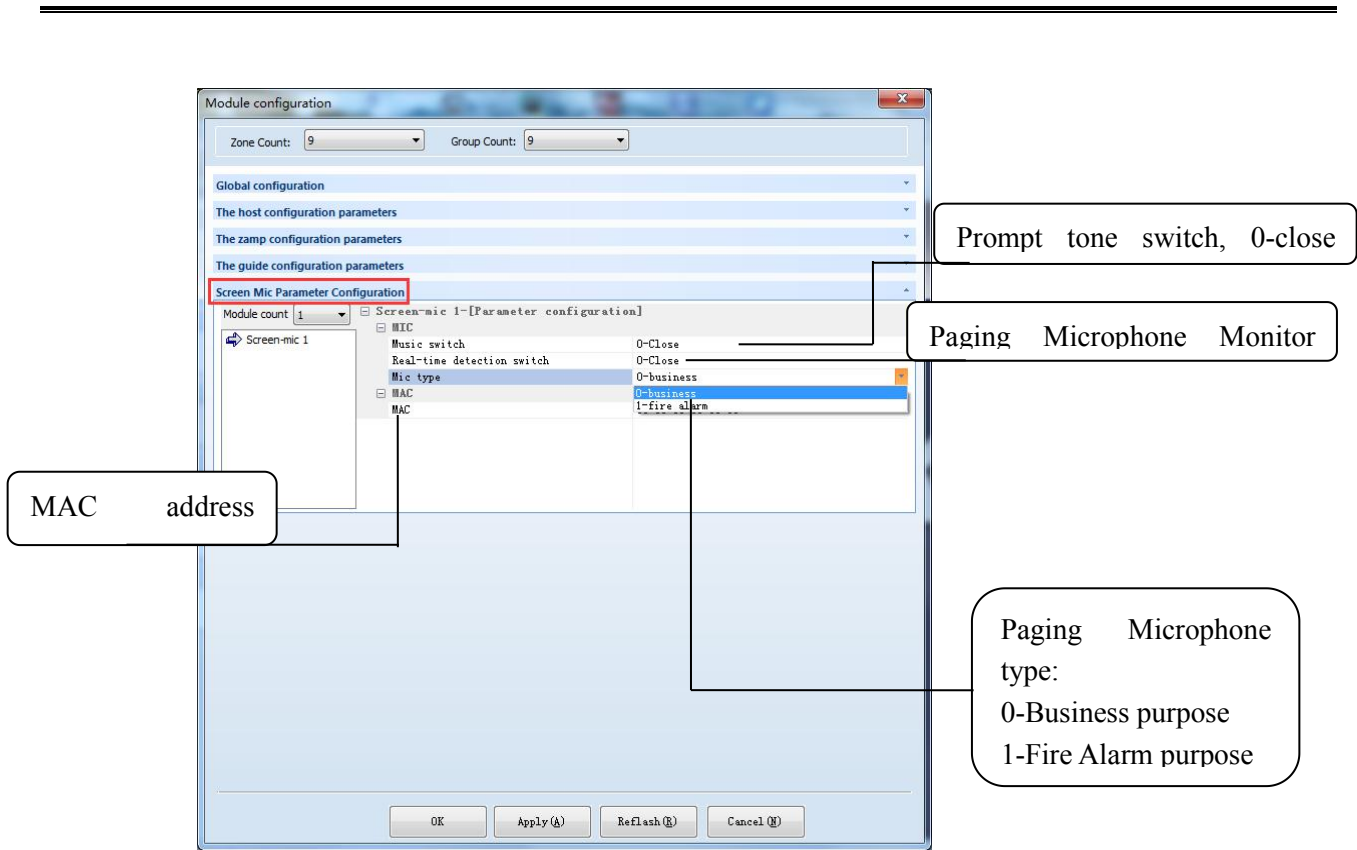 Module configuration
Zone Count: 9 Group Count: 9
Global configuration
The host configuration parameters
The zamp configuration parameters
The guide configuration parameters
Screen Mic Parameter Configuration
Module count 1
Screen-mic 1
Screen-mic 1-[Parameter configuration]
MIC
Music switch 0-Close
Real-time detection switch 0-Close
Mic type 0-business
0-business
1-fire alarm
MAC
MAC
OK Apply(A) Reflash(R) Cancel(N)
Prompt tone switch, 0-close
Paging Microphone Monitor
MAC address
Paging Microphone
type:
0-Business purpose
1-Fire Alarm purpose